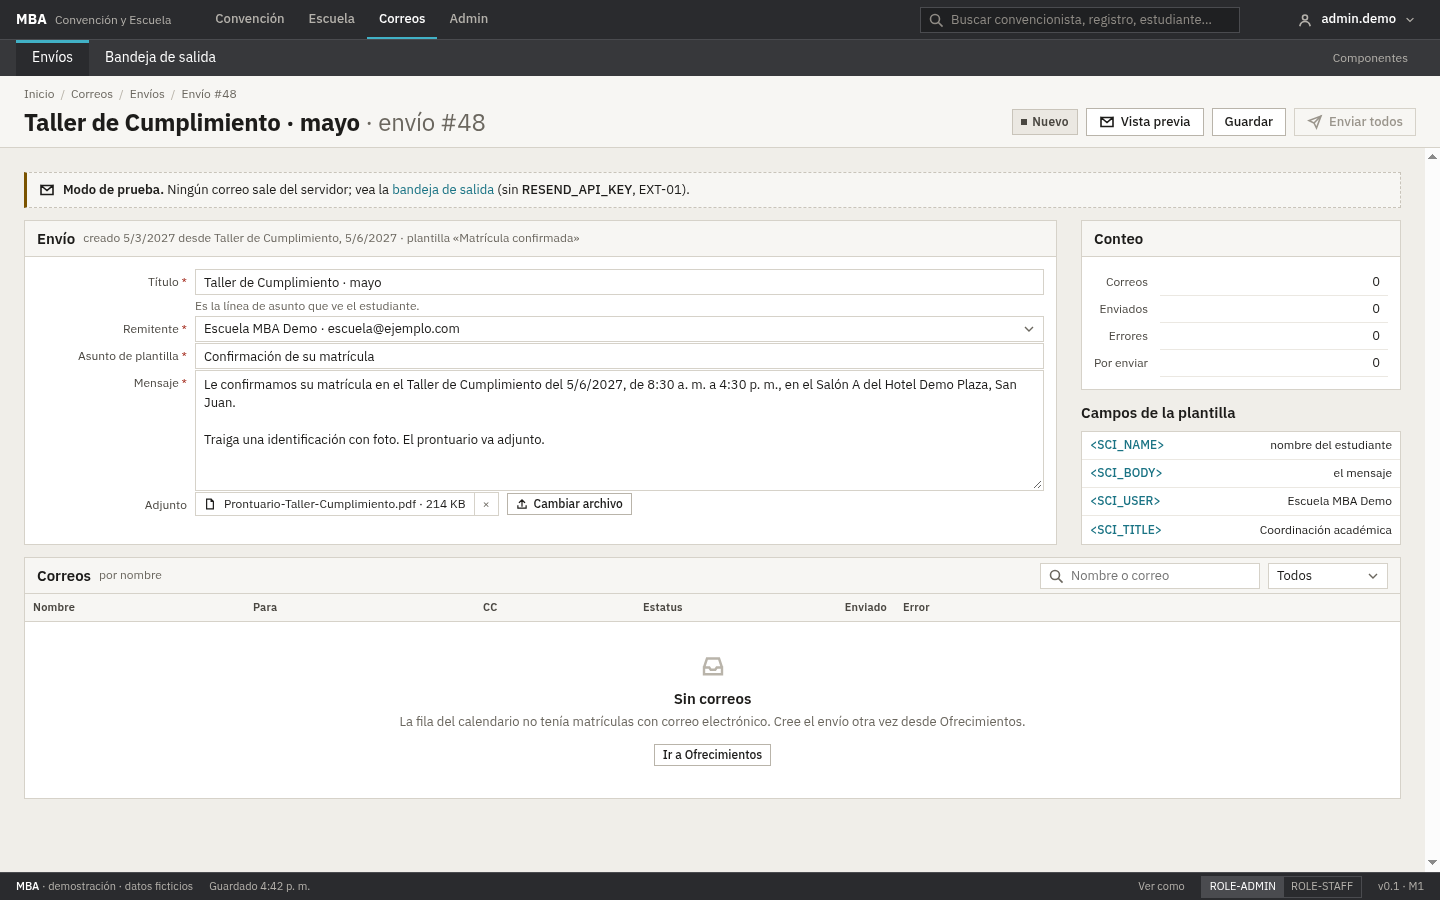 MBA Convención y Escuela Convención Escuela Correos Admin Buscar convencionista, registro, estudiante... admin.demo
Envíos Bandeja de salida Componentes
Inicio / Correos / Envíos / Envío #48
Taller de Cumplimiento · mayo · envío #48 Nuevo Vista previa Guardar Enviar todos
Modo de prueba. Ningún correo sale del servidor; vea la bandeja de salida (sin RESEND_API_KEY, EXT-01).
Envío creado 5/3/2027 desde Taller de Cumplimiento, 5/6/2027 · plantilla «Matrícula confirmada»
Título * Taller de Cumplimiento · mayo
Es la línea de asunto que ve el estudiante.
Remitente * Escuela MBA Demo · escuela@ejemplo.com
Asunto de plantilla * Confirmación de su matrícula
Mensaje * Le confirmamos su matrícula en el Taller de Cumplimiento del 5/6/2027, de 8:30 a. m. a 4:30 p. m., en el Salón A del Hotel Demo Plaza, San
Juan.
Traiga una identificación con foto. El prontuario va adjunto.
Adjunto Prontuario-Taller-Cumplimiento.pdf · 214 KB × Cambiar archivo
Conteo
Correos 0
Enviados 0
Errores 0
Por enviar 0
Campos de la plantilla
<SCI_NAME> nombre del estudiante
<SCI_BODY> el mensaje
<SCI_USER> Escuela MBA Demo
<SCI_TITLE> Coordinación académica
Correos por nombre Nombre o correo Todos
Nombre Para CC Estatus Enviado Error
Sin correos
La fila del calendario no tenía matrículas con correo electrónico. Cree el envío otra vez desde Ofrecimientos.
Ir a Ofrecimientos
MBA · demostración · datos ficticios Guardado 4:42 p. m. Ver como ROLE-ADMIN ROLE-STAFF v0.1 · M1